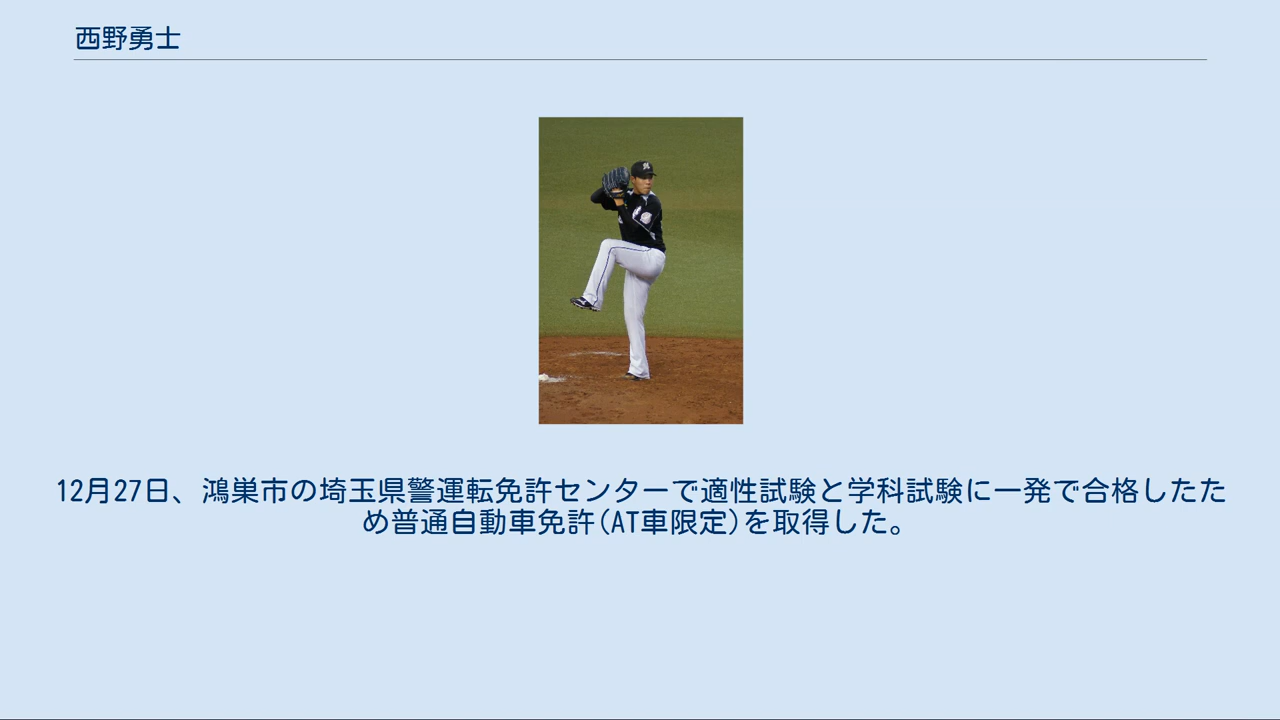 西野勇士
12月27日、鴻巣市の埼玉県警運転免許センターで適性試験と学科試験に一発で合格したた
め普通自動車免許(AT車限定)を取得した。